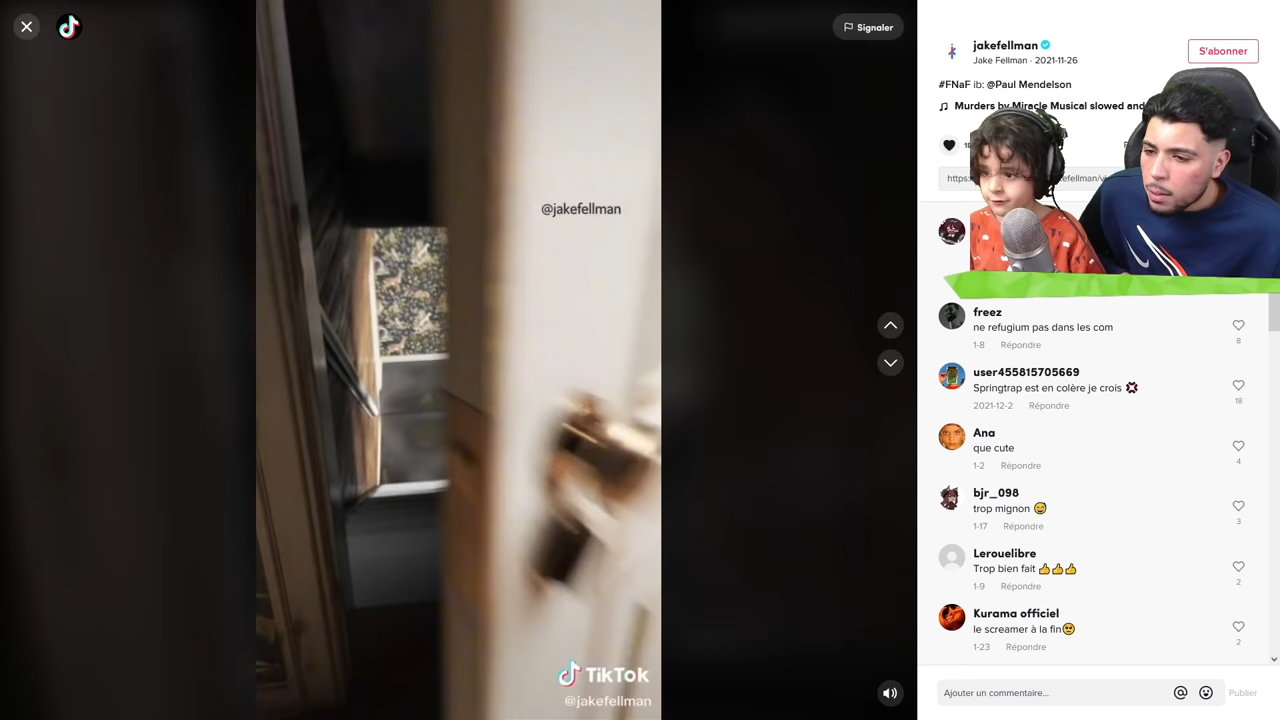 Signaler
@jakefellman
TikTok
@jakefellman
jakefellman
Jake Fellman · 2021-11-26
S'abonner
#FNaF ib: @Paul Mendelson
Murders by Miracle Musical slowed and
https:
efellman/v
freez
ne refugium pas dans les com
1-8 Répondre
8
user455815705669
Springtrap est en colère je crois 💢
2021-12-2 Répondre
18
Ana
que cute
1-2 Répondre
4
bjr_098
trop mignon 😅
1-17 Répondre
3
Lerouelibre
Trop bien fait 👍👍👍
1-9 Répondre
2
Kurama officiel
le screamer à la fin🥺
1-23 Répondre
2
Ajouter un commentaire...
Publier